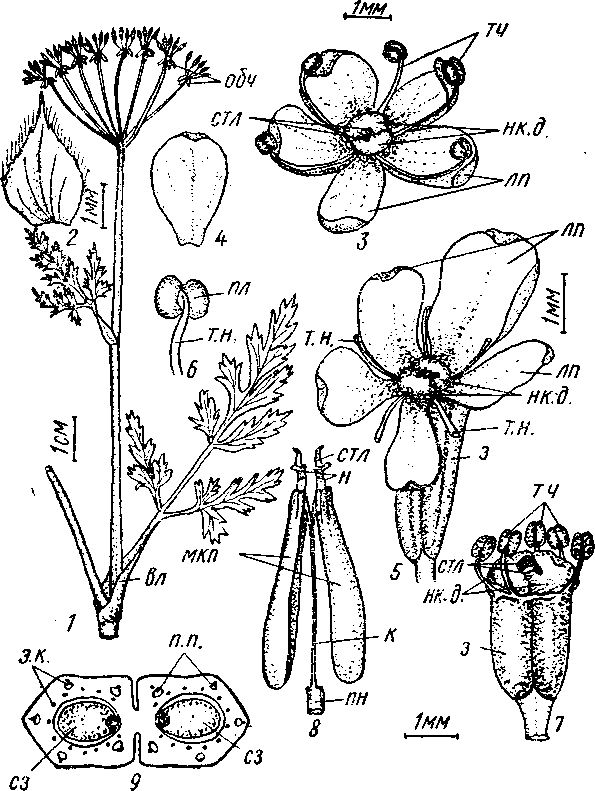 1мм
тч
обч
стл
нк.д.
1мм
лп
2
4
3
лп
пл
1мм
т.н.
т.н.
6
лп
нк.д.
1см
т.н.
стл
з
н
мкп
тч
стл
5
вл
нк.д.
1
к
з
э.к.
п.п.
пн
8
7
1мм
сз
сз
9